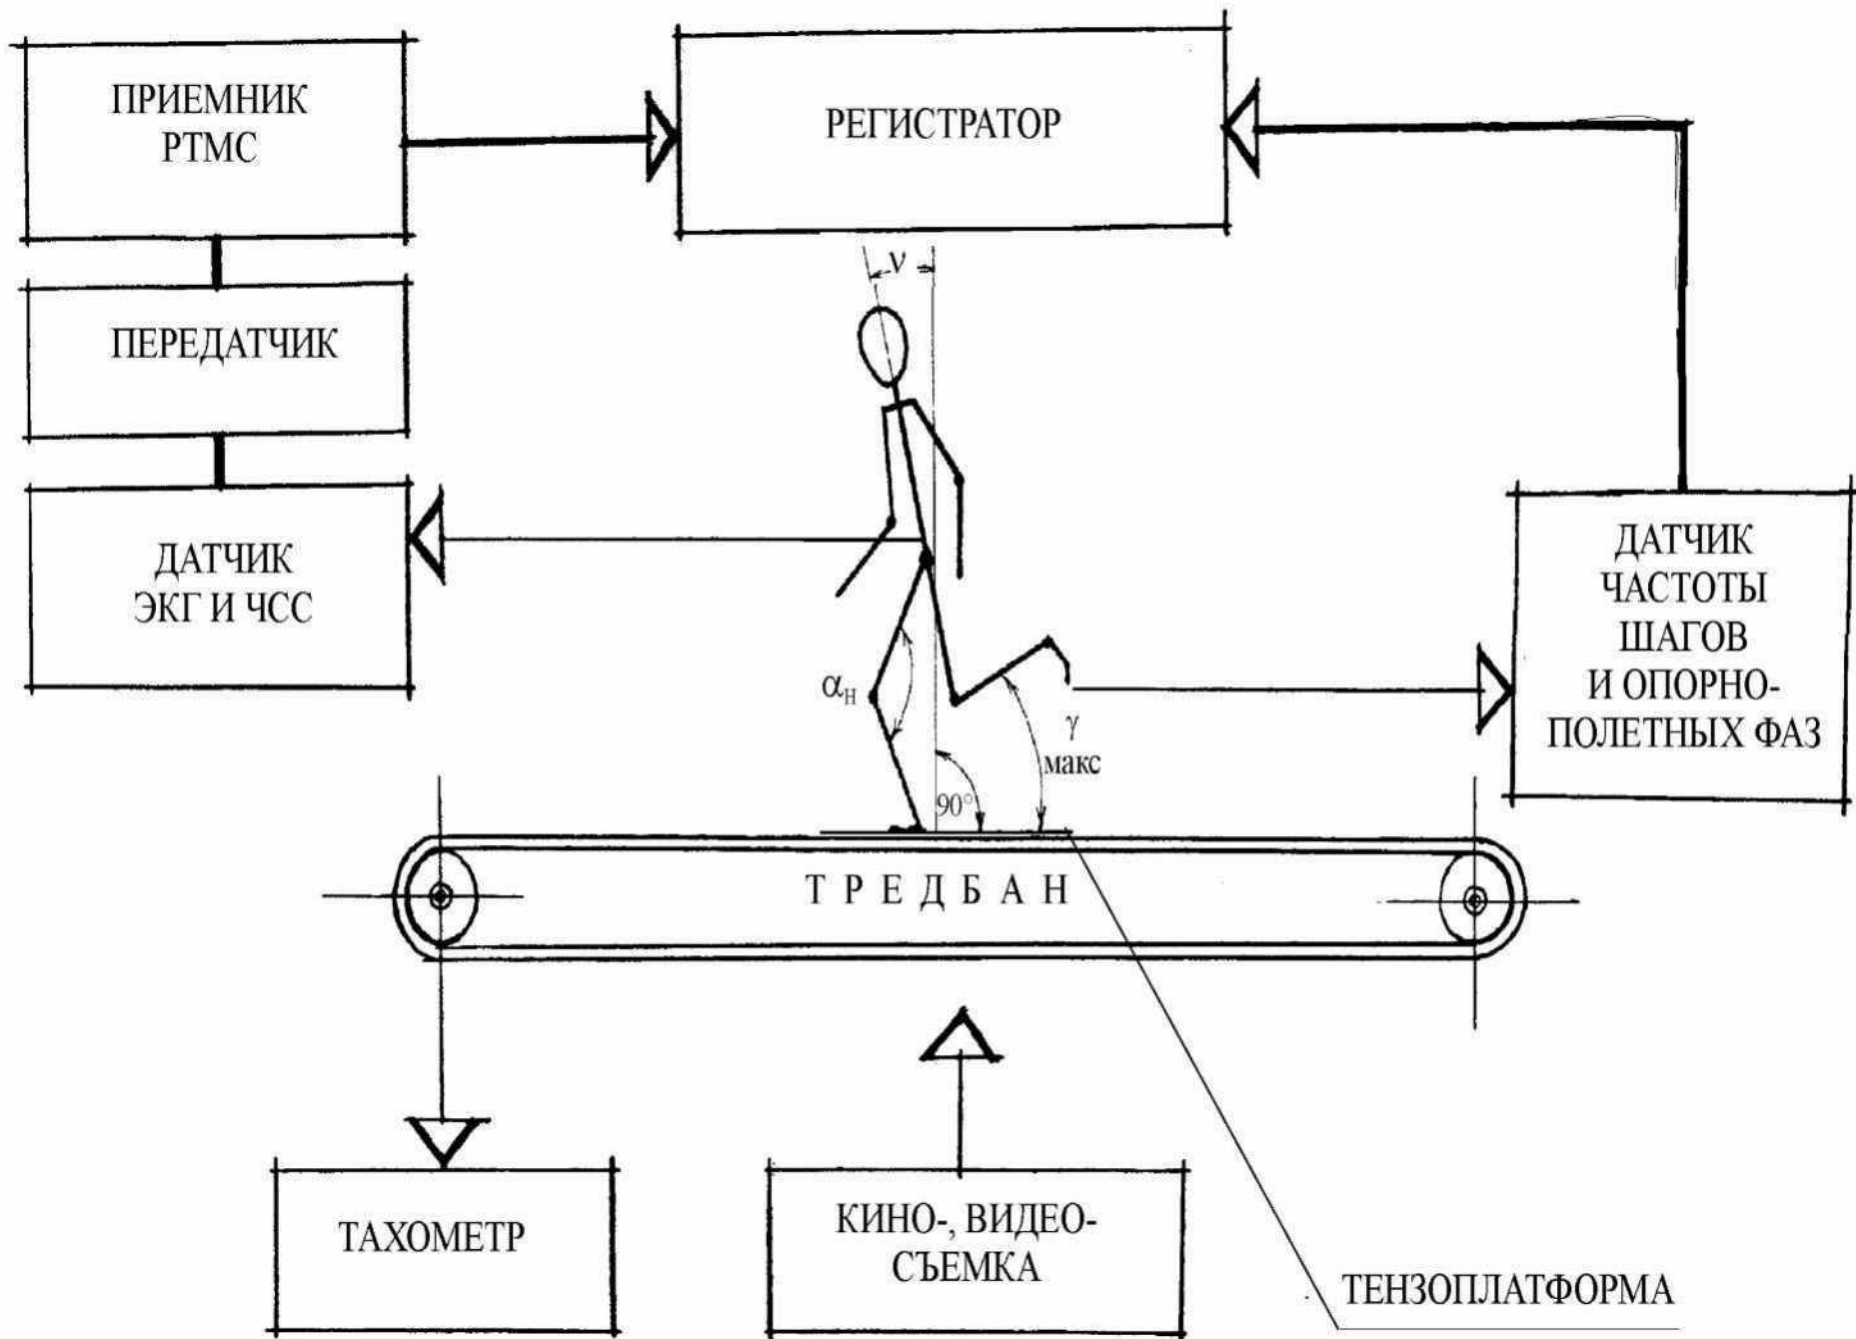 ПРИЕМНИК
РТМС
РЕГИСТРАТОР
ν
ПЕРЕДАТЧИК
ДАТЧИК
ЭКГ И ЧСС
ДАТЧИК
ЧАСТОТЫ
ШАГОВ
И ОПОРНО-
ПОЛЕТНЫХ ФАЗ
αН
γ
макс
90°
ТРЕДБАН
ТАХОМЕТР
КИНО-, ВИДЕО-
СЪЕМКА
ТЕНЗОПЛАТФОРМА